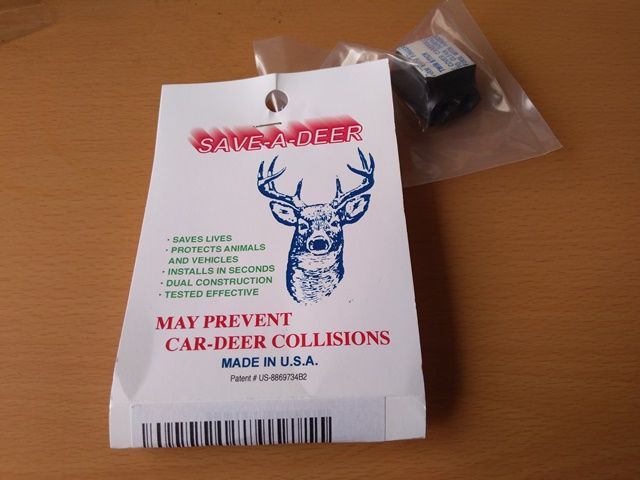 SAVE-A-DEER
· SAVES LIVES
· PROTECTS ANIMALS
AND VEHICLES
· INSTALLS IN SECONDS
· DUAL CONSTRUCTION
· TESTED EFFECTIVE
MAY PREVENT
CAR-DEER COLLISIONS
MADE IN U.S.A.
Patent # US-8869734B2